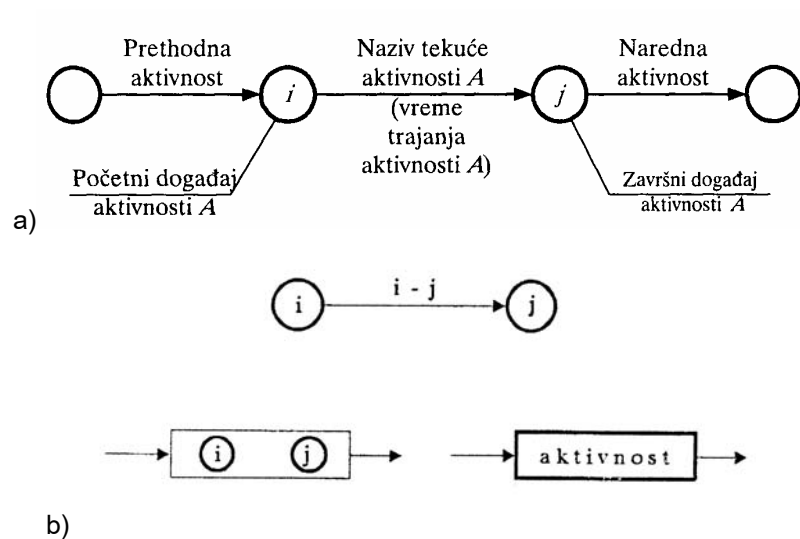 Prethodna
aktivnost
Naziv tekuće
aktivnosti A
(vreme
trajanja
aktivnosti A)
Naredna
aktivnost
i
j
Početni događaj
aktivnosti A
Završni događaj
aktivnosti A
a)
i
i - j
j
i
j
aktivnost
b)